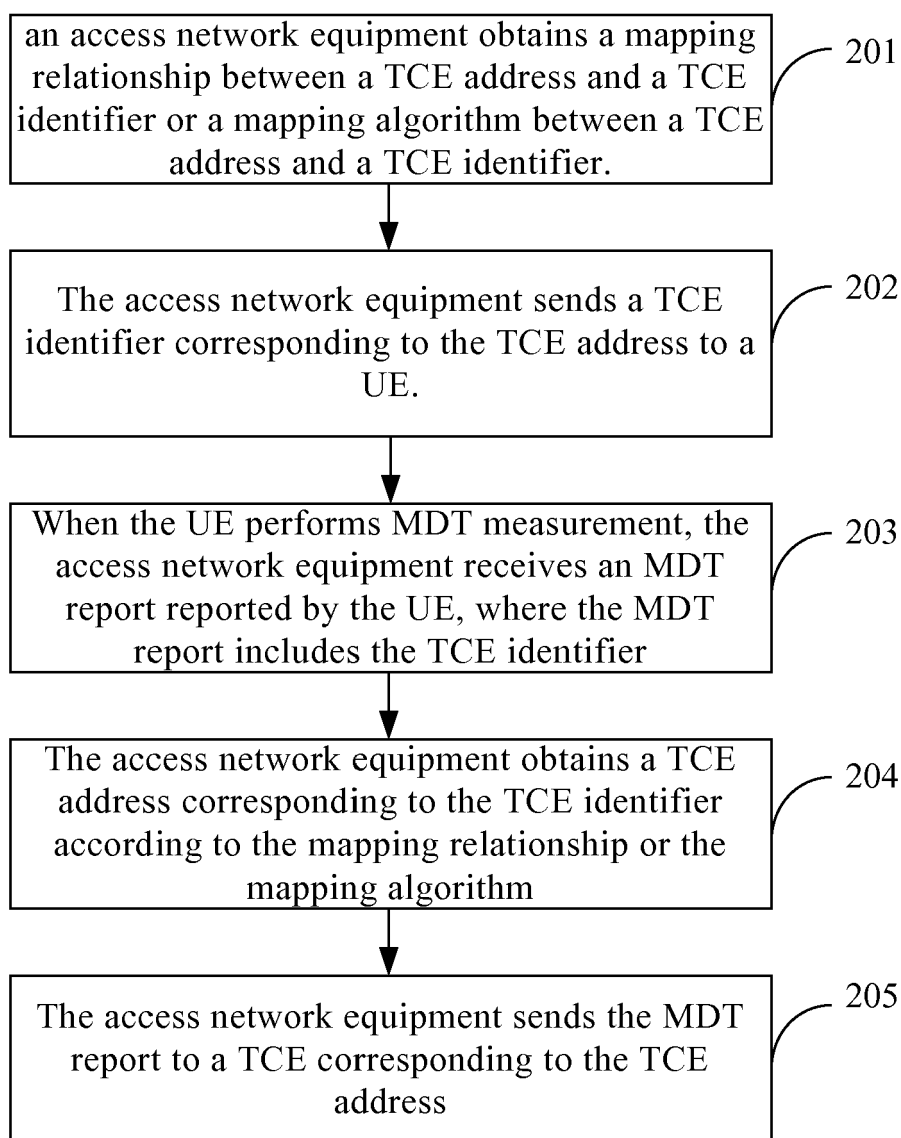 an access network equipment obtains a mapping
relationship between a TCE address and a TCE
identifier or a mapping algorithm between a TCE
address and a TCE identifier.
201
The access network equipment sends a TCE
identifier corresponding to the TCE address to a
UE.
202
When the UE performs MDT measurement, the
access network equipment receives an MDT
report reported by the UE, where the MDT
report includes the TCE identifier
203
The access network equipment obtains a TCE
address corresponding to the TCE identifier
according to the mapping relationship or the
mapping algorithm
204
The access network equipment sends the MDT
report to a TCE corresponding to the TCE
address
205